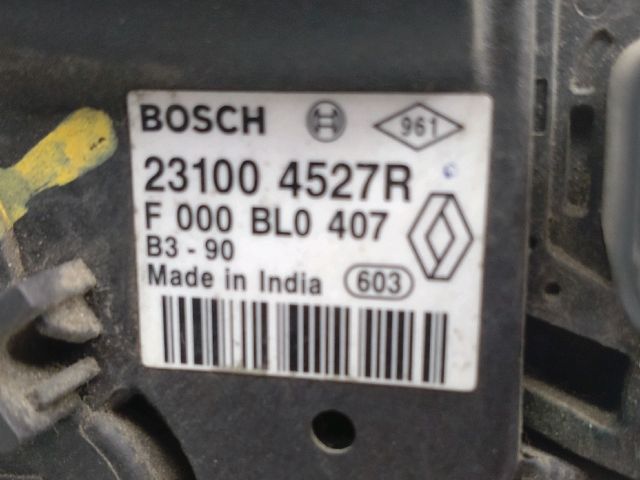 BOSCH 961
23100 4527R
F 000 BL0 407
B3 - 90
Made in India 603